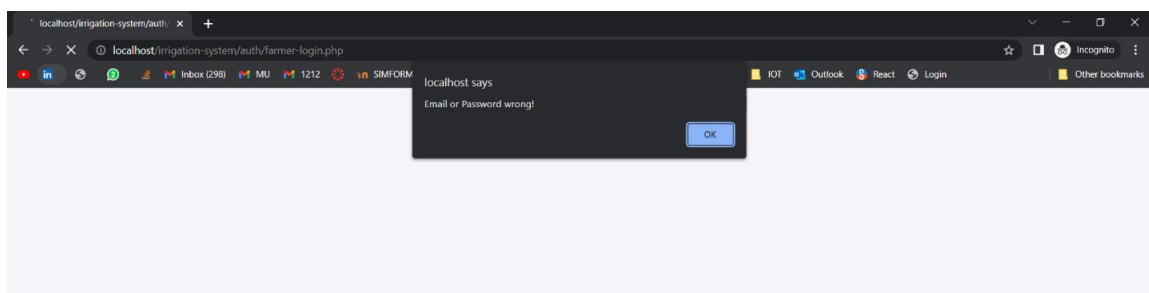 localhost/irrigation-system/auth/
localhost/irrigation-system/auth/farmer-login.php
Incognito
Inbox (298) MU 1212 SIMFORM IOT Outlook React Login Other bookmarks
localhost says
Email or Password wrong!
OK